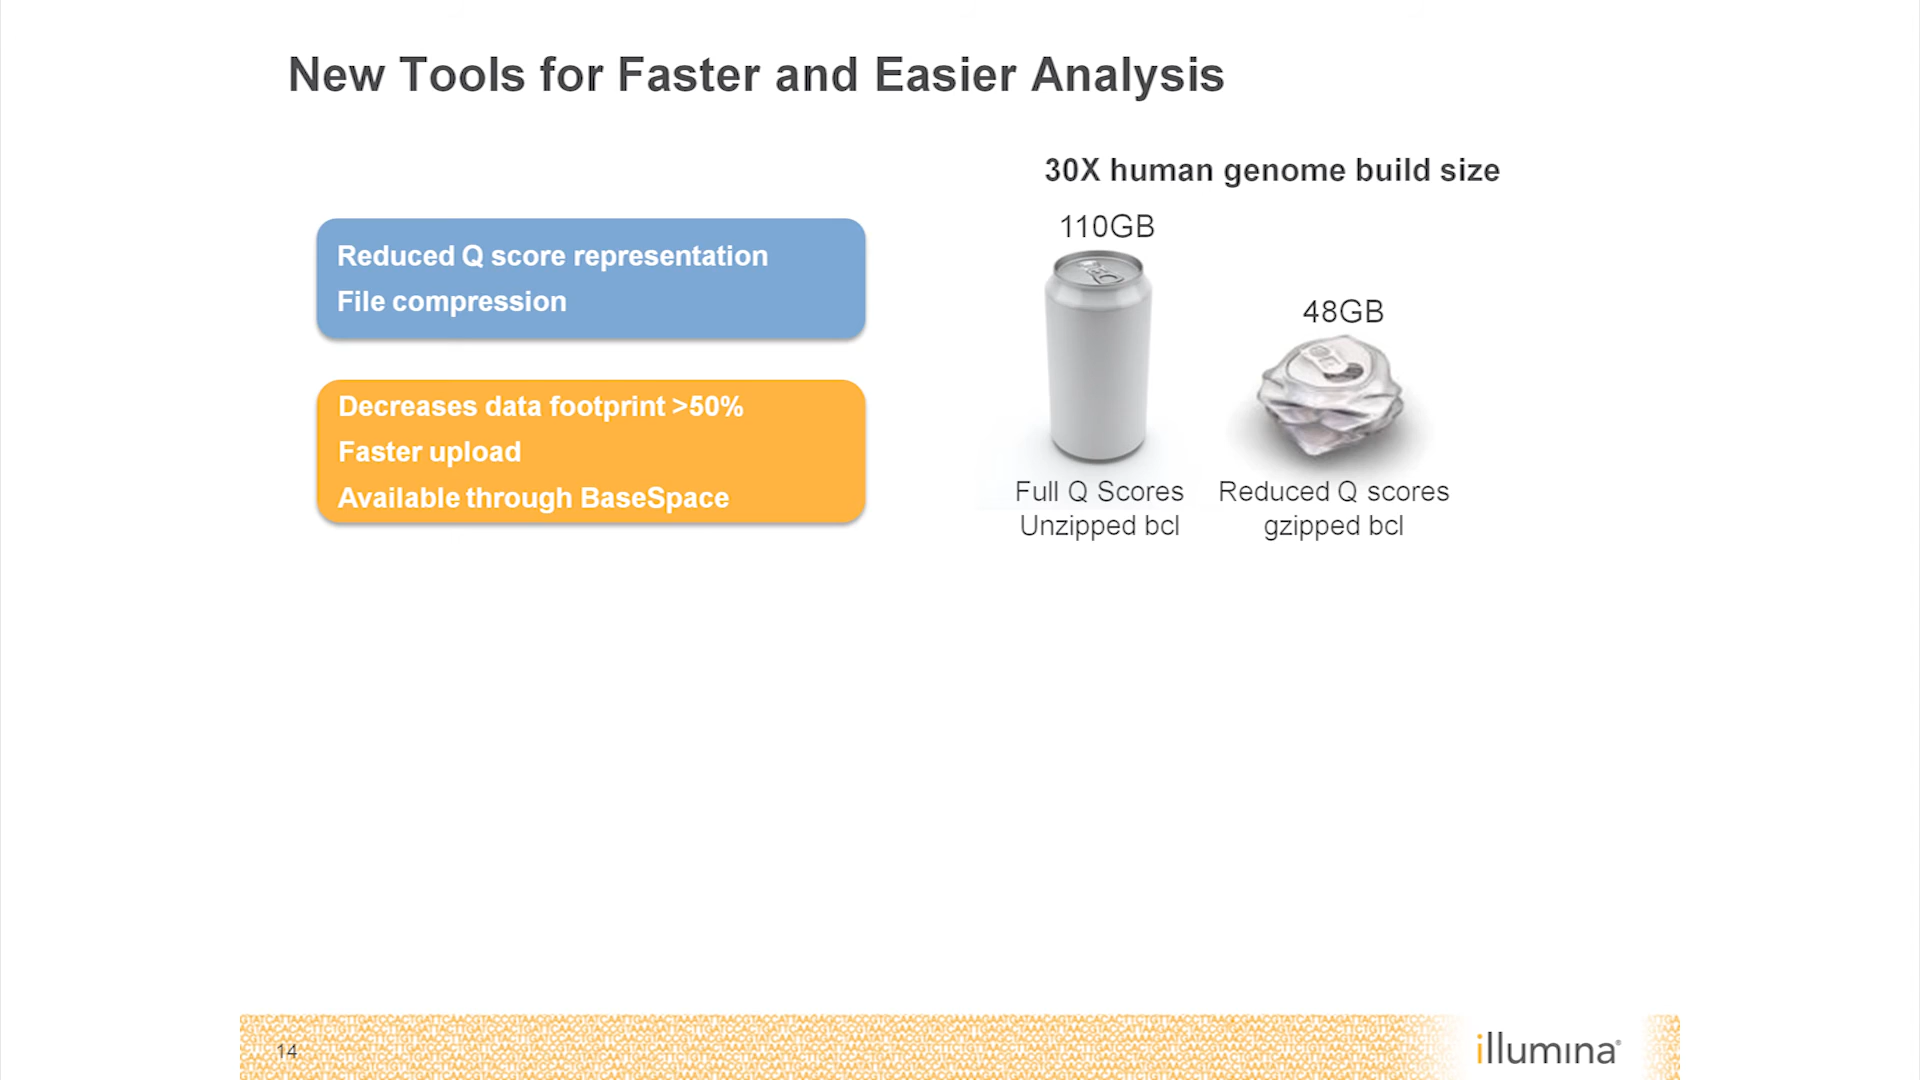 New Tools for Faster and Easier Analysis
30X human genome build size
Reduced Q score representation
File compression
Decreases data footprint >50%
Faster upload
Available through BaseSpace
110GB
48GB
Full Q Scores
Unzipped bcl
Reduced Q scores
gzipped bcl
14
illumina®